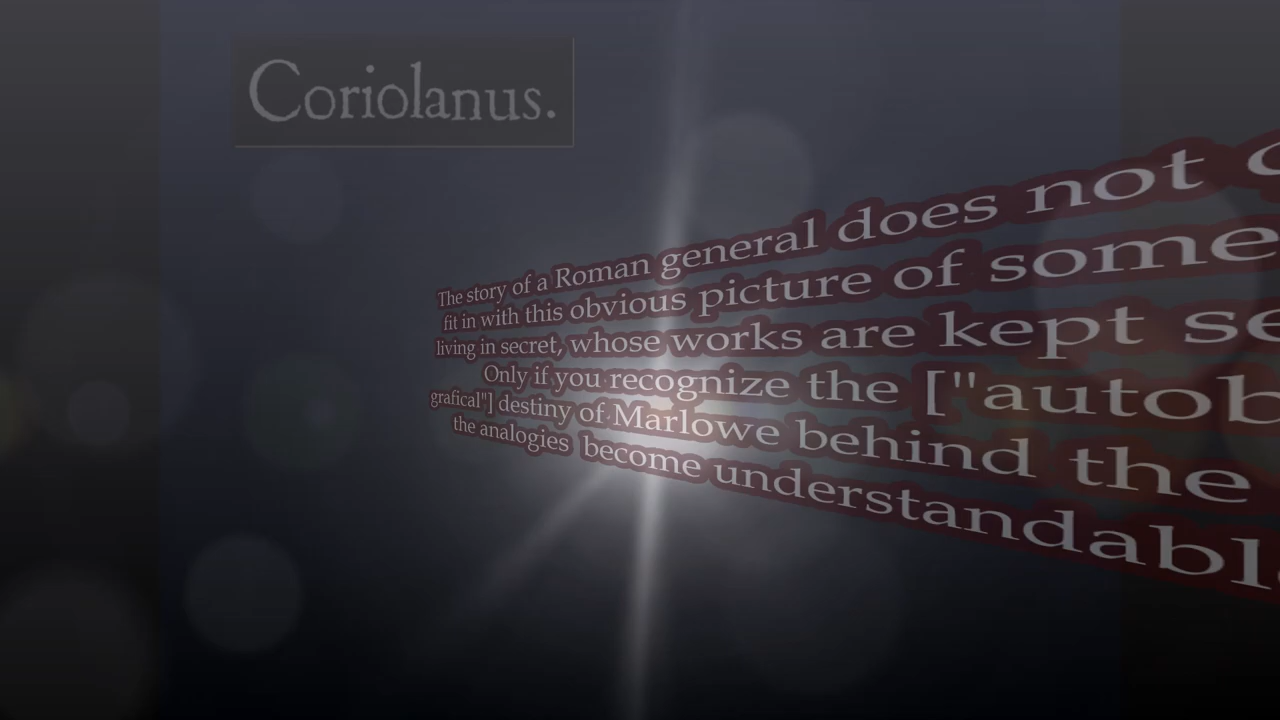 Coriolanus.
The story of a Roman general does not
fit in with this obvious picture of some
living in secret, whose works are kept
Only if you recognize the ["autob
grafical"] destiny of Marlowe behind the
the analogies become understandabl